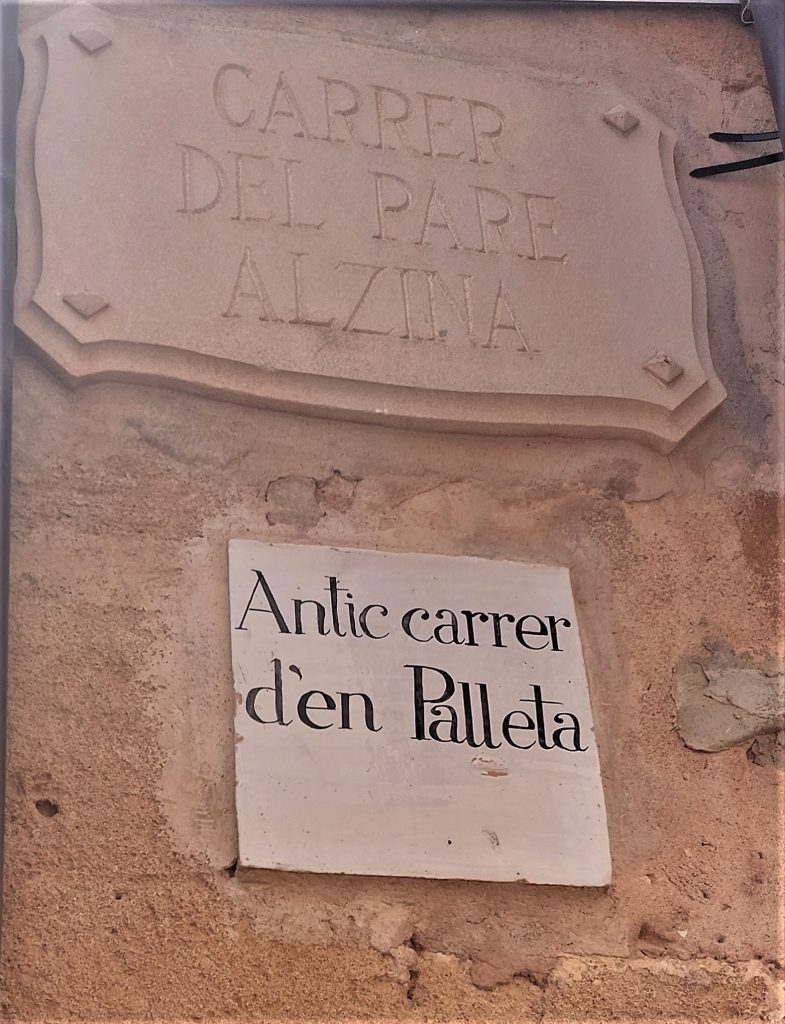 CARRER
DEL PARE
ALZINA
Antic carrer
d'en Palleta